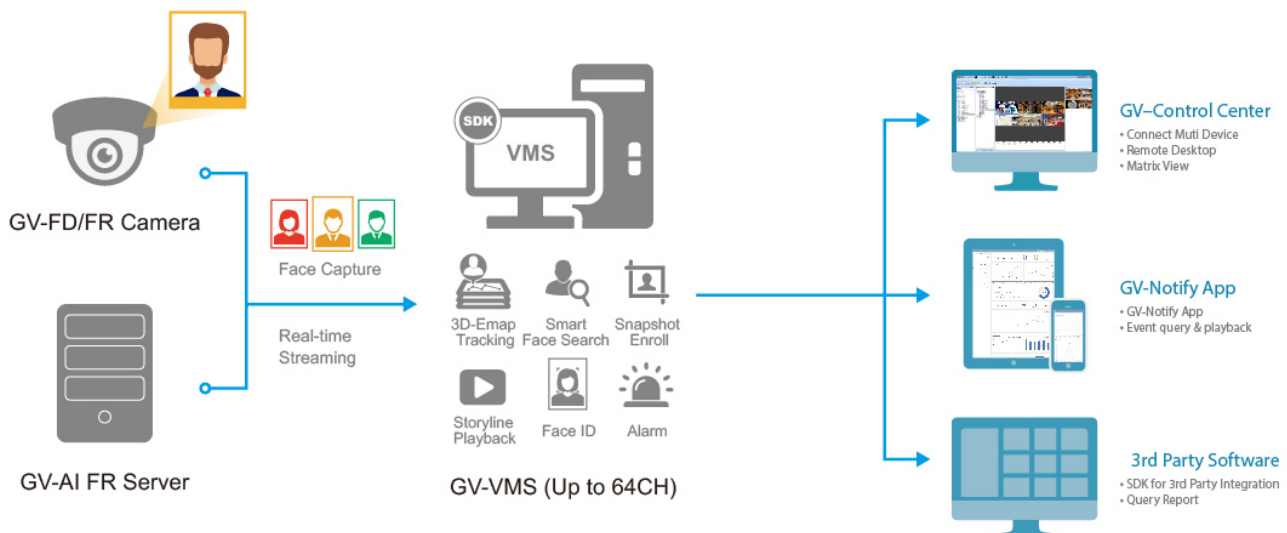 GV-FD/FR Camera
GV-AI FR Server
Face Capture
Real-time
Streaming
SDK
VMS
3D-Emap
Tracking
Smart
Face Search
Snapshot
Enroll
Storyline
Playback
Face ID
Alarm
GV-VMS (Up to 64CH)
GV–Control Center
• Connect Muti Device
• Remote Desktop
• Matrix View
GV-Notify App
• GV-Notify App
• Event query & playback
3rd Party Software
• SDK for 3rd Party Integration
• Query Report